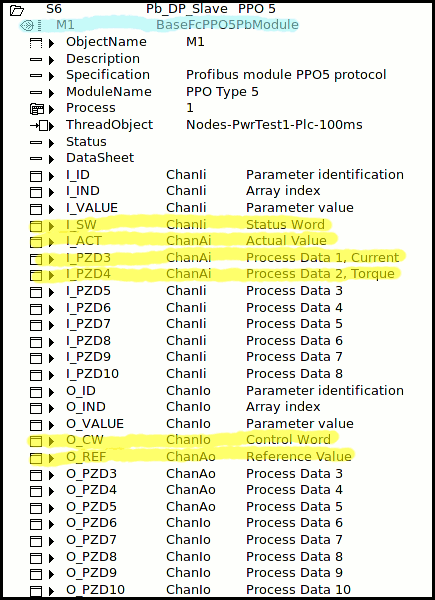 S6 Pb_DP_Slave PPO 5
M1 BaseFcPPO5PbModule
ObjectName M1
Description
Specification Profibus module PPO5 protocol
ModuleName PPO Type 5
Process 1
ThreadObject Nodes-PwrTest1-Plc-100ms
Status
DataSheet
I_ID ChanIi Parameter identification
I_IND ChanIi Array index
I_VALUE ChanIi Parameter value
I_SW ChanIi Status Word
I_ACT ChanAi Actual Value
I_PZD3 ChanAi Process Data 1, Current
I_PZD4 ChanAi Process Data 2, Torque
I_PZD5 ChanIi Process Data 3
I_PZD6 ChanIi Process Data 4
I_PZD7 ChanIi Process Data 5
I_PZD8 ChanIi Process Data 6
I_PZD9 ChanIi Process Data 7
I_PZD10 ChanIi Process Data 8
O_ID ChanIo Parameter identification
O_IND ChanIo Array index
O_VALUE ChanIo Parameter value
O_CW ChanIo Control Word
O_REF ChanAo Reference Value
O_PZD3 ChanAo Process Data 3
O_PZD4 ChanAo Process Data 4
O_PZD5 ChanAo Process Data 5
O_PZD6 ChanIo Process Data 6
O_PZD7 ChanIo Process Data 7
O_PZD8 ChanIo Process Data 8
O_PZD9 ChanIo Process Data 9
O_PZD10 ChanIo Process Data 10